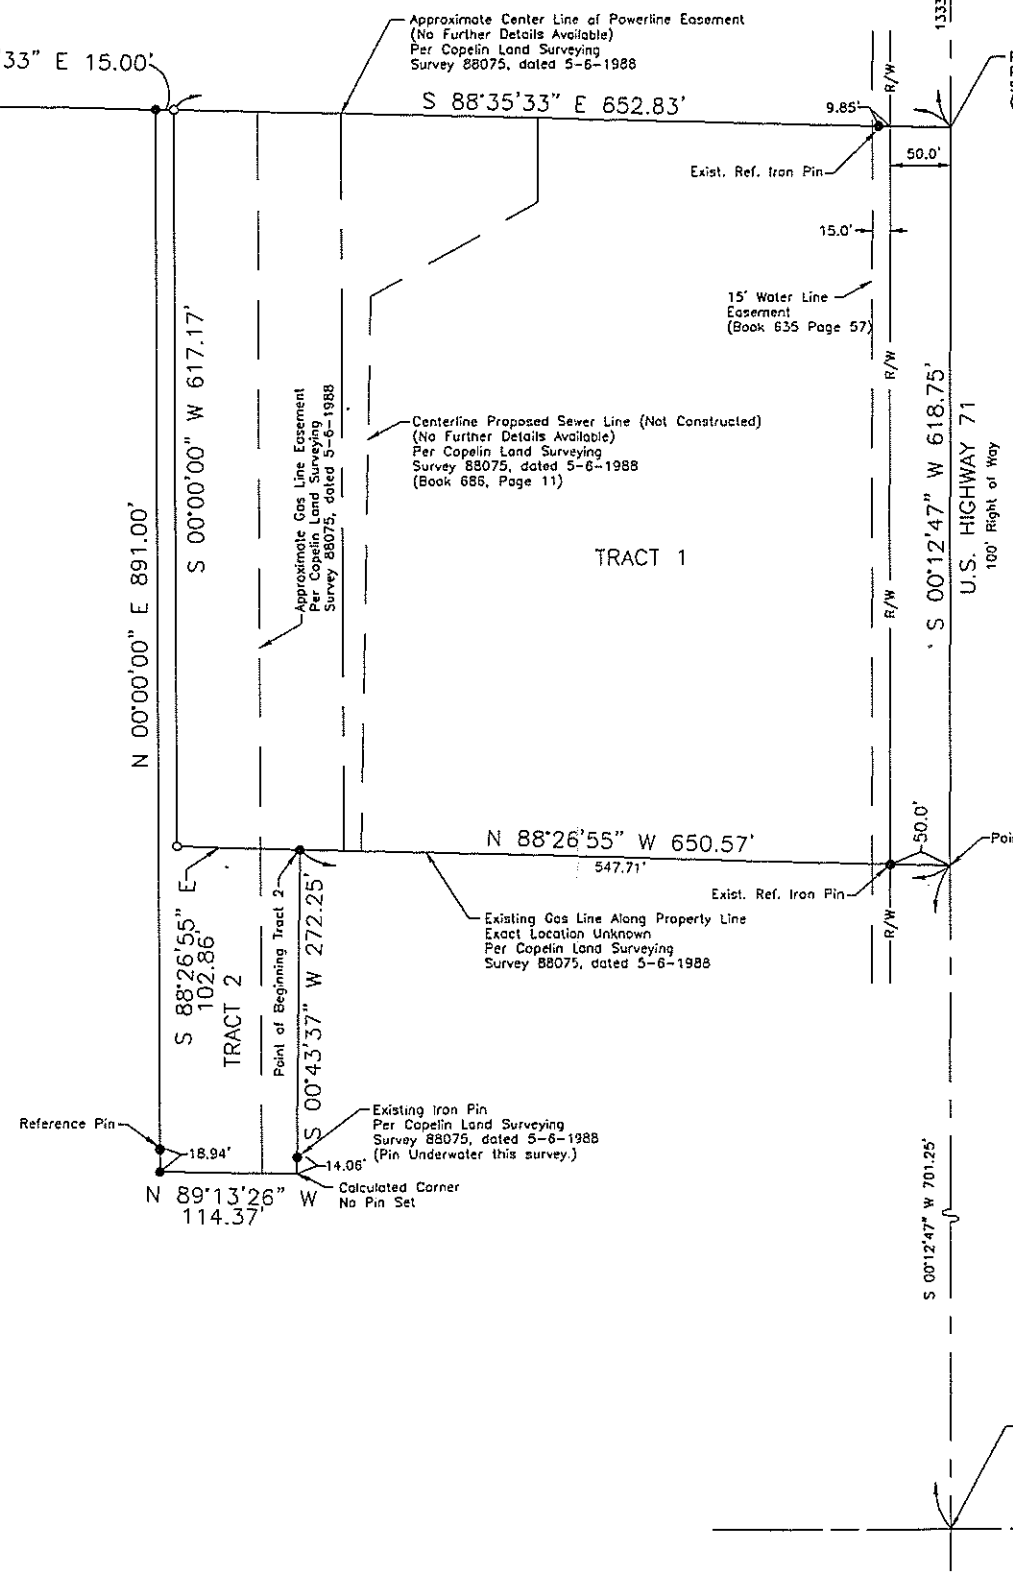 Approximate Center Line of Powerline Easement
(No Further Details Available)
Per Copelin Land Surveying
Survey 88075, dated 5-6-1988
1333
33" E 15.00'
S 88°35'33" E 652.83'
R/W
9.85'
50.0'
Exist. Ref. Iron Pin
15.0'
15' Water Line
Easement
(Book 635 Page 57)
S 00°00'00" W 617.17'
R/W
Approximate Gas Line Easement
Per Copelin Land Surveying
Survey 88075, dated 5-6-1988
Centerline Proposed Sewer Line (Not Constructed)
(No Further Details Available)
Per Copelin Land Surveying
Survey 88075, dated 5-6-1988
(Book 686, Page 11)
S 00°12'47" W 618.75'
U.S. HIGHWAY 71
100' Right of Way
N 00°00'00" E 891.00'
TRACT 1
R/W
N 88°26'55" W 650.57'
547.71'
50.0'
Poi
Exist. Ref. Iron Pin
R/W
Existing Gas Line Along Property Line
Exact Location Unknown
Per Copelin Land Surveying
Survey 88075, dated 5-6-1988
S 88°26'55" E
102.86'
TRACT 2
Point of Beginning Tract 2
S 00°43'37" W 272.25'
Reference Pin
18.94'
Existing Iron Pin
Per Copelin Land Surveying
Survey 88075, dated 5-6-1988
(Pin Underwater this survey.)
14.06'
Calculated Corner
No Pin Set
N 89°13'26" W
114.37'
S 00°12'47" W 701.25'